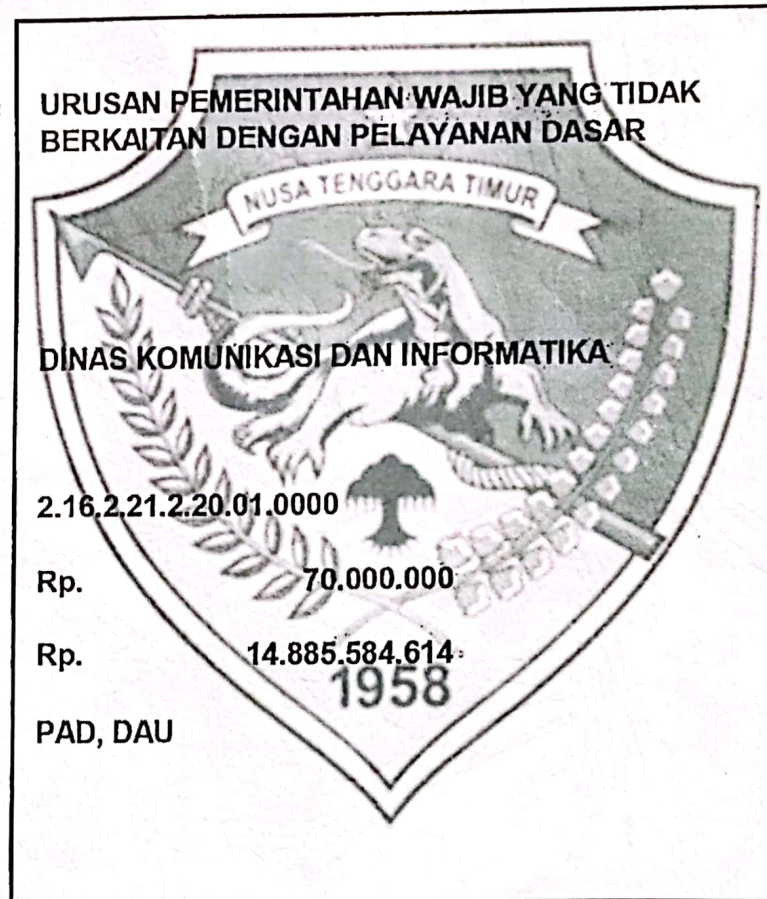 URUSAN PEMERINTAHAN WAJIB YANG TIDAK
BERKAITAN DENGAN PELAYANAN DASAR
NUSA TENGGARA TIMUR
DINAS KOMUNIKASI DAN INFORMATIKA
2.16.2.21.2.20.01.0000
Rp. 70.000.000
Rp. 14.885.584.614
1958
PAD, DAU